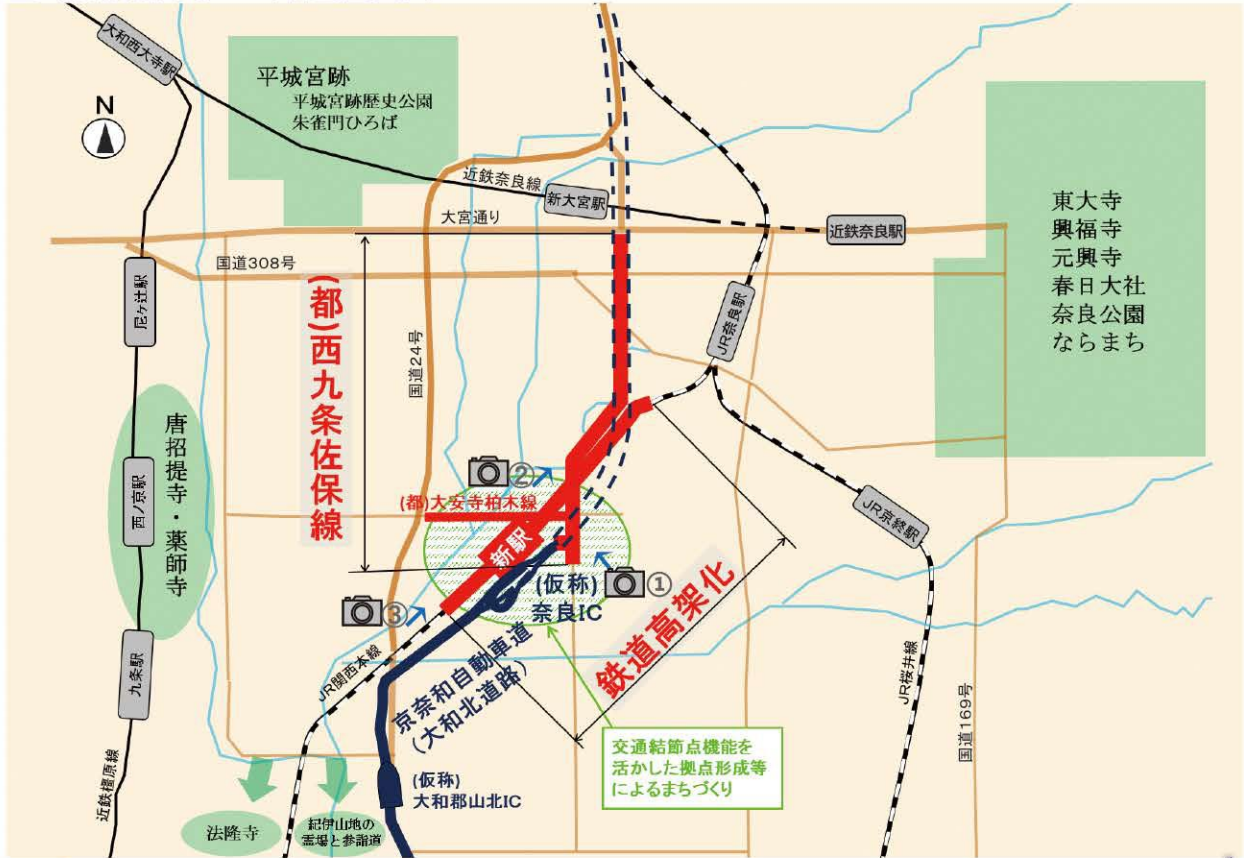 大和西大寺駅
平城宮跡
平城宮跡歴史公園
朱雀門ひろば
N
近鉄奈良線
新大宮駅
大宮通り
近鉄奈良駅
東大寺
興福寺
元興寺
春日大社
奈良公園
ならまち
国道308号
尼ヶ辻駅
(都)西九条佐保線
国道24号
JR奈良駅
唐招提寺・薬師寺
西ノ京駅
②
(都)大安寺柏木線
新駅
JR京終駅
(仮称)
奈良IC
①
③
鉄道高架化
九条駅
JR関西本線
京奈和自動車道
(大和北道路)
JR桜井線
国道169号
交通結節点機能を
活かした拠点形成等
によるまちづくり
(仮称)
大和郡山北IC
近鉄橿原線
法隆寺
紀伊山地の
霊場と参詣道